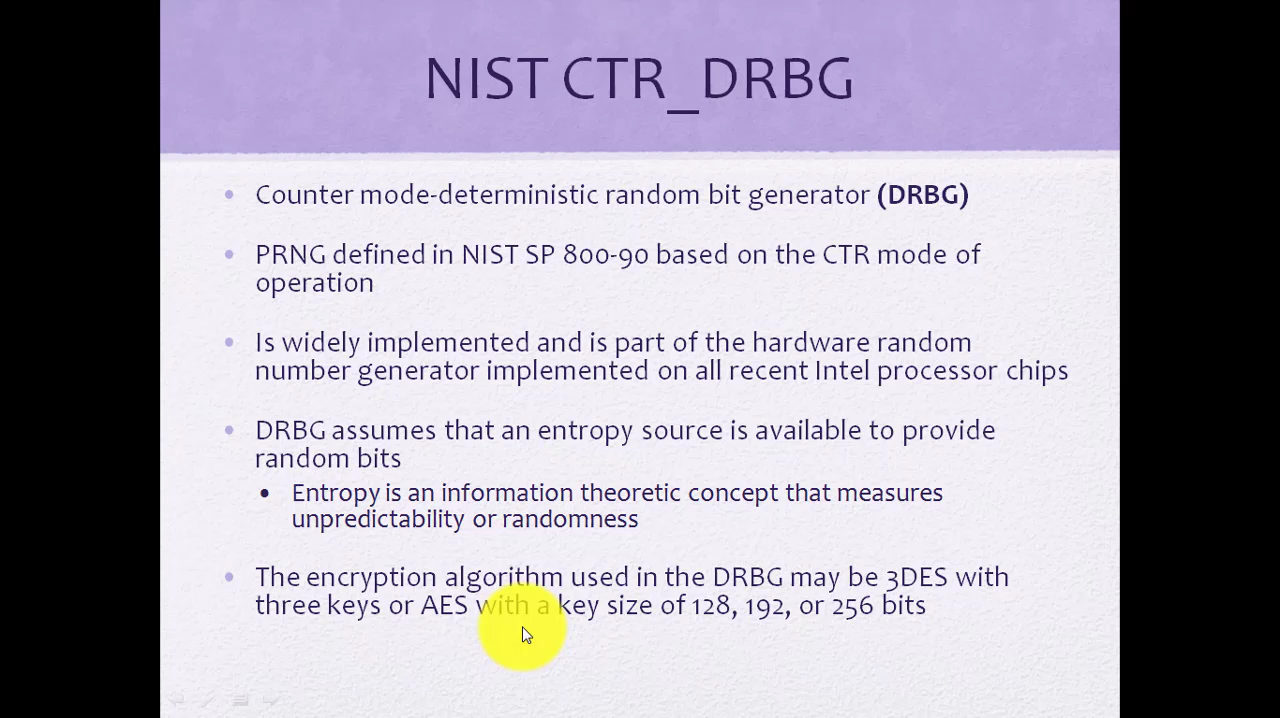 NIST CTR_DRBG
• Counter mode-deterministic random bit generator (DRBG)
• PRNG defined in NIST SP 800-90 based on the CTR mode of
operation
• Is widely implemented and is part of the hardware random
number generator implemented on all recent Intel processor chips
• DRBG assumes that an entropy source is available to provide
random bits
• Entropy is an information theoretic concept that measures
unpredictability or randomness
• The encryption algorithm used in the DRBG may be 3DES with
three keys or AES with a key size of 128, 192, or 256 bits